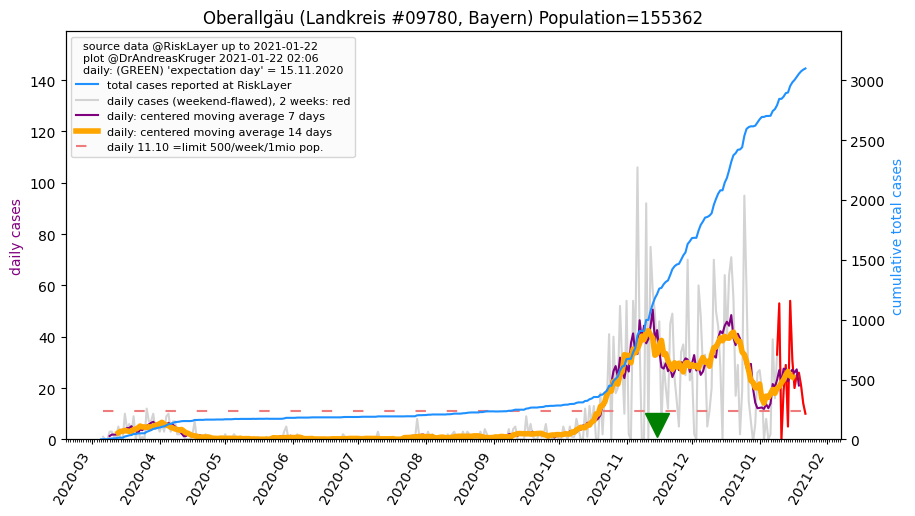 Oberallgäu (Landkreis #09780, Bayern) Population=155362
source data @RiskLayer up to 2021-01-22
plot @DrAndreasKruger 2021-01-22 02:06
daily: (GREEN) 'expectation day' = 15.11.2020
total cases reported at RiskLayer
daily cases (weekend-flawed), 2 weeks: red
daily: centered moving average 7 days
daily: centered moving average 14 days
daily 11.10 =limit 500/week/1mio pop.
daily cases
140
120
100
80
60
40
20
0
cumulative total cases
3000
2500
2000
1500
1000
500
0
2020-03
2020-04
2020-05
2020-06
2020-07
2020-08
2020-09
2020-10
2020-11
2020-12
2021-01
2021-02